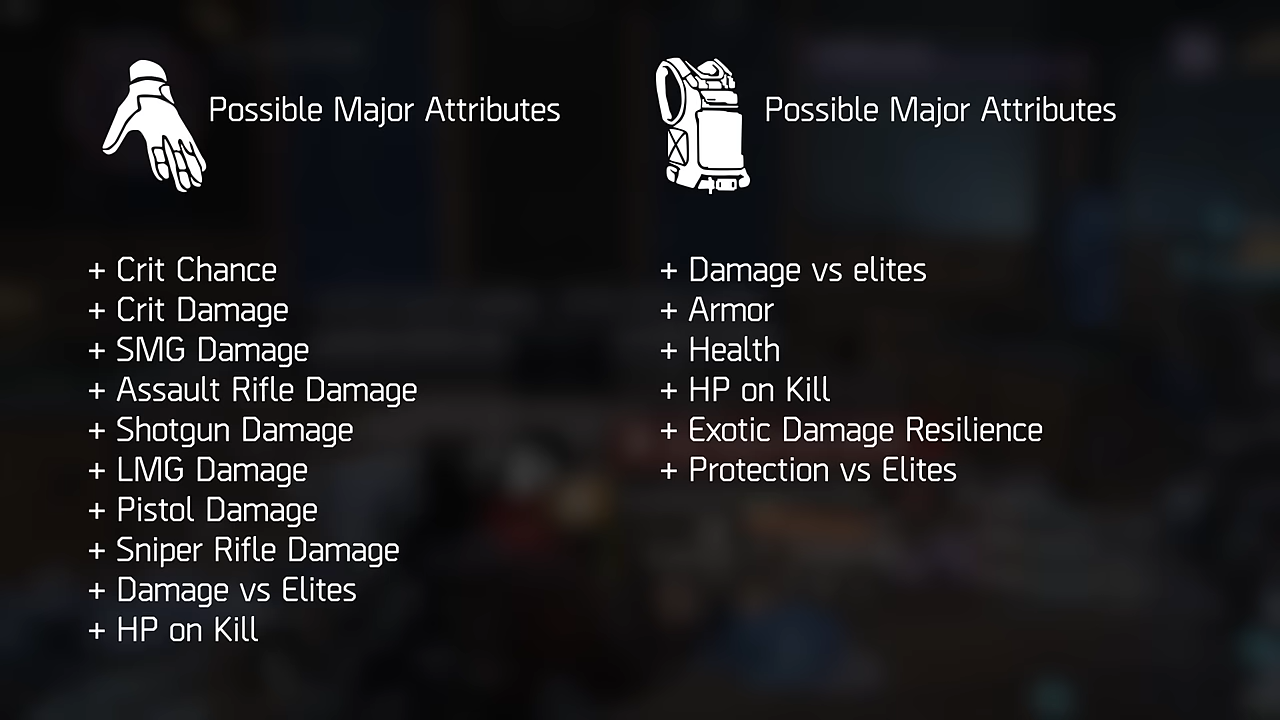 Possible Major Attributes
+ Crit Chance
+ Crit Damage
+ SMG Damage
+ Assault Rifle Damage
+ Shotgun Damage
+ LMG Damage
+ Pistol Damage
+ Sniper Rifle Damage
+ Damage vs Elites
+ HP on Kill
Possible Major Attributes
+ Damage vs elites
+ Armor
+ Health
+ HP on Kill
+ Exotic Damage Resilience
+ Protection vs Elites